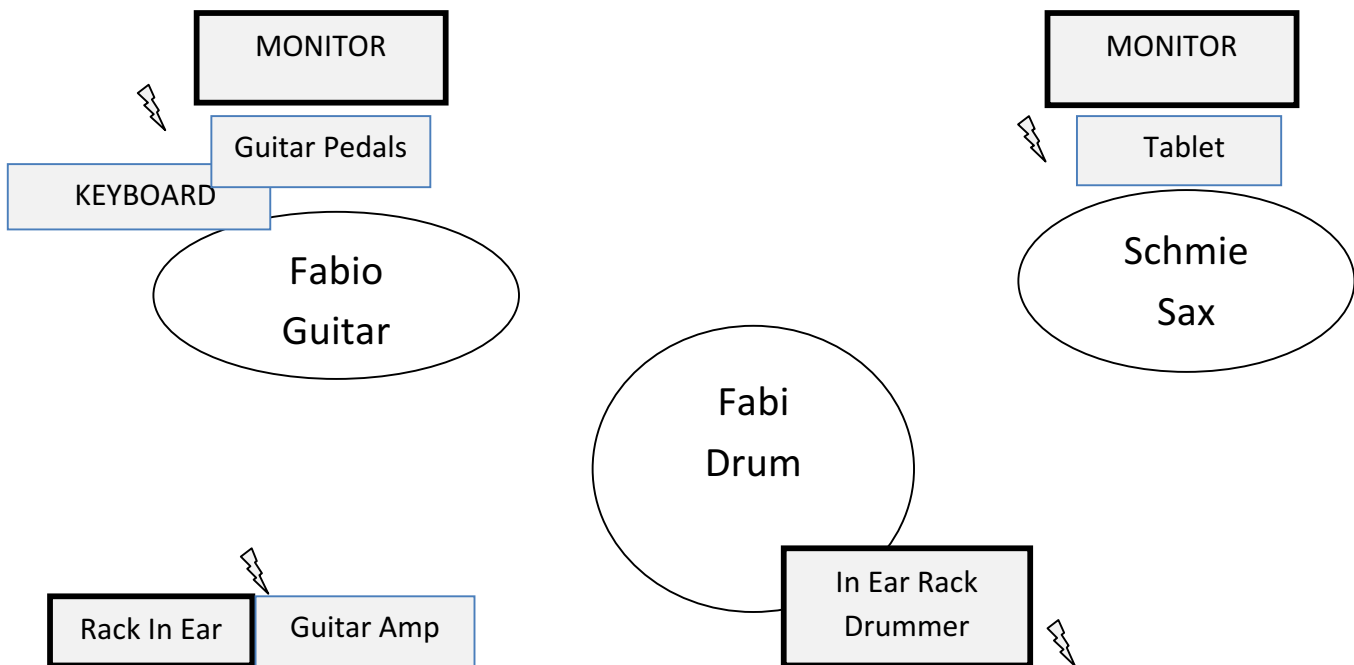 MONITOR
MONITOR
Guitar Pedals
Tablet
KEYBOARD
Fabio
Guitar
Schmie
Sax
Fabi
Drum
Rack In Ear
Guitar Amp
In Ear Rack
Drummer